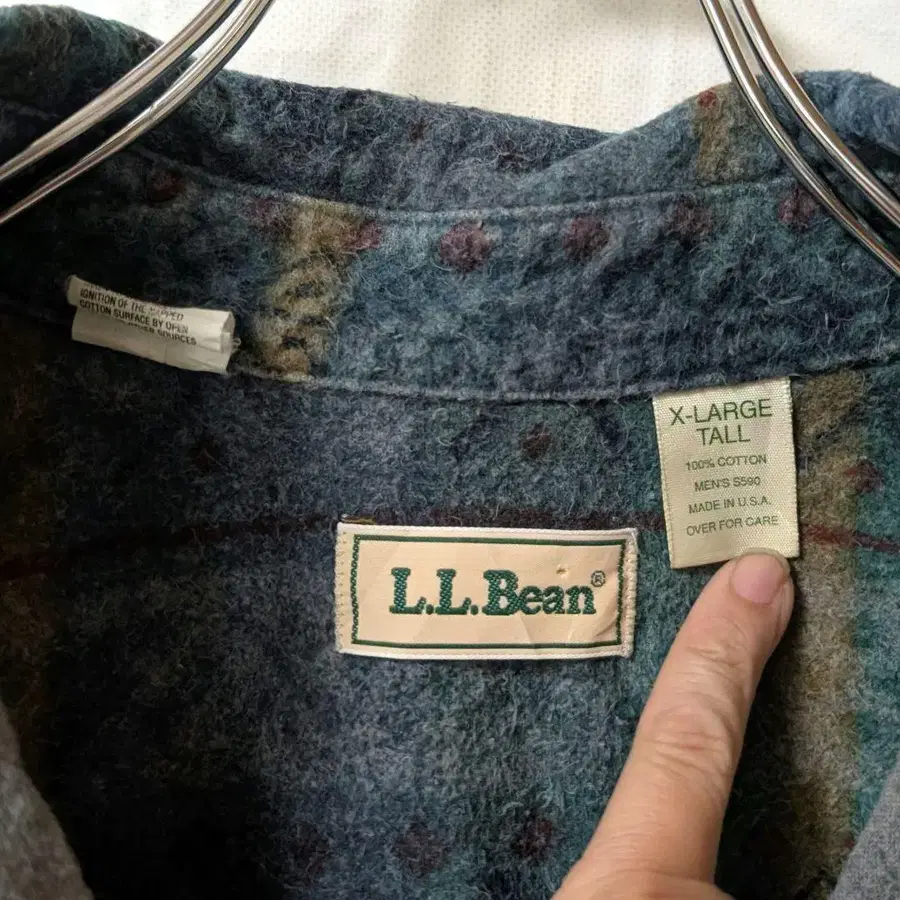 IGNITION OF THE NAPPED
COTTON SURFACE BY OPEN
SOURCES
X-LARGE
TALL
100% COTTON
MEN'S S590
MADE IN U.S.A.
OVER FOR CARE
L.L.Bean®